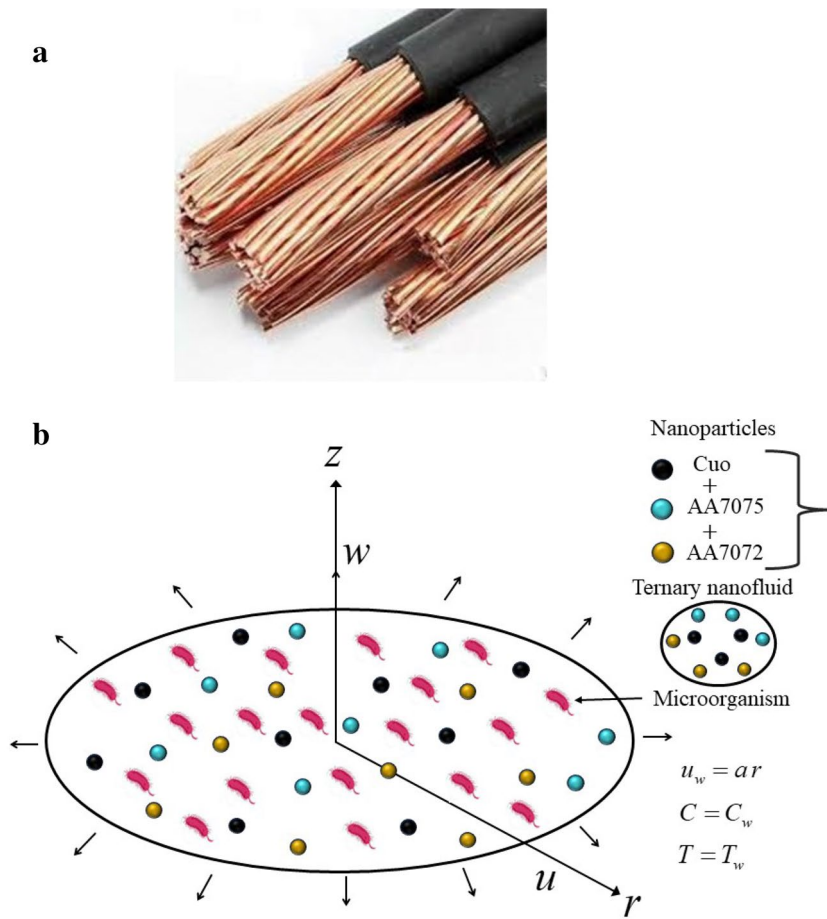 a
b
Nanoparticles
Cuo
+
AA7075
+
AA7072
Ternary nanofluid
Microorganism
z
w
u_w = ar
C = C_w
T = T_w
u
r